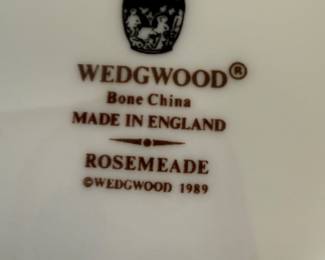 WEDGWOOD®
Bone China
MADE IN ENGLAND
ROSEMEADE
©WEDGWOOD 1989